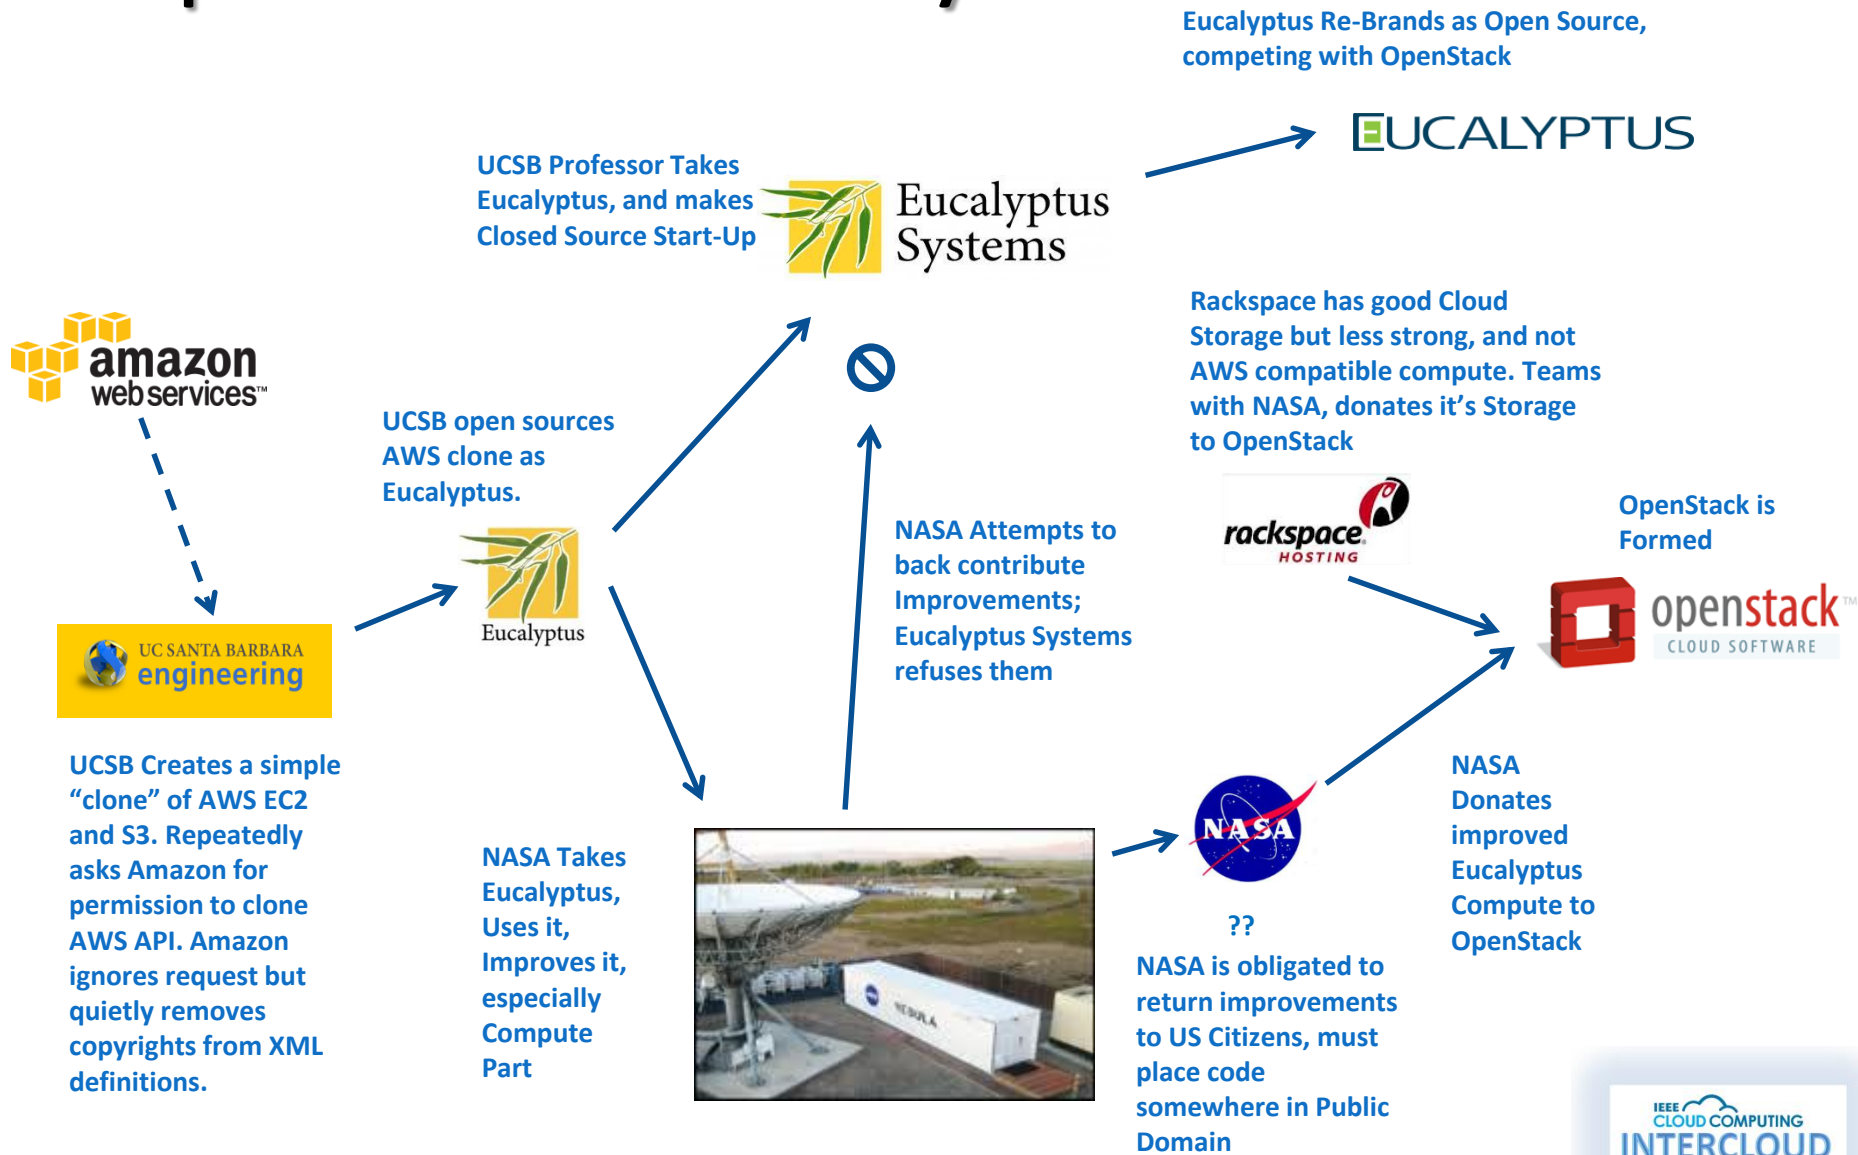 Eucalyptus Re-Brands as Open Source,
competing with OpenStack
EUCALYPTUS
UCSB Professor Takes
Eucalyptus, and makes
Closed Source Start-Up
Eucalyptus
Systems
amazon
webservices™
UCSB open sources
AWS clone as
Eucalyptus.
Eucalyptus
Rackspace has good Cloud
Storage but less strong, and not
AWS compatible compute. Teams
with NASA, donates it's Storage
to OpenStack
rackspace.
HOSTING
OpenStack is
Formed
openstack™
CLOUD SOFTWARE
NASA Attempts to
back contribute
Improvements;
Eucalyptus Systems
refuses them
UC SANTA BARBARA
engineering
UCSB Creates a simple
“clone” of AWS EC2
and S3. Repeatedly
asks Amazon for
permission to clone
AWS API. Amazon
ignores request but
quietly removes
copyrights from XML
definitions.
NASA Takes
Eucalyptus,
Uses it,
Improves it,
especially
Compute
Part
NEBULA
NASA
??
NASA is obligated to
return improvements
to US Citizens, must
place code
somewhere in Public
Domain
NASA
Donates
improved
Eucalyptus
Compute to
OpenStack
IEEE
CLOUD COMPUTING
INTERCLOUD